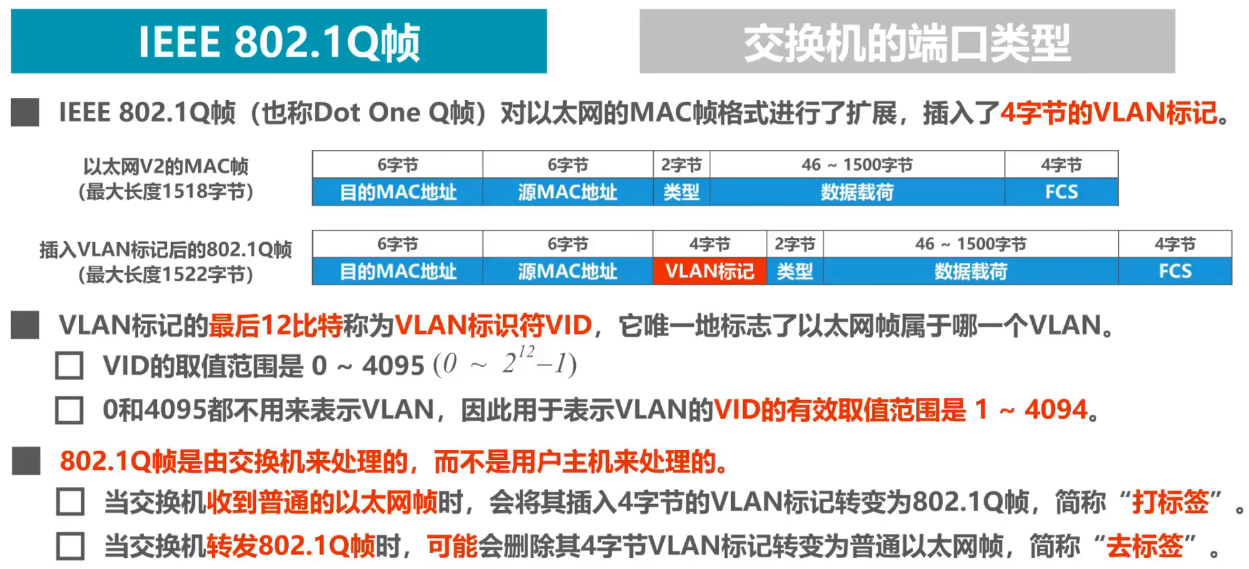 IEEE 802.1Q帧
交换机的端口类型
IEEE 802.1Q帧（也称Dot One Q帧）对以太网的MAC帧格式进行了扩展，插入了4字节的VLAN标记。
以太网V2的MAC帧
(最大长度1518字节)
6字节 6字节 2字节 46 ~ 1500字节 4字节
目的MAC地址 源MAC地址 类型 数据载荷 FCS
插入VLAN标记后的802.1Q帧
(最大长度1522字节)
6字节 6字节 4字节 2字节 46 ~ 1500字节 4字节
目的MAC地址 源MAC地址 VLAN标记 类型 数据载荷 FCS
VLAN标记的最后12比特称为VLAN标识符VID，它唯一地标志了以太网帧属于哪一个VLAN。
VID的取值范围是 0 ~ 4095 (0 ~ 2^12–1)
0和4095都不用来表示VLAN，因此用于表示VLAN的VID的有效取值范围是 1 ~ 4094。
802.1Q帧是由交换机来处理的，而不是用户主机来处理的。
当交换机收到普通的以太网帧时，会将其插入4字节的VLAN标记转变为802.1Q帧，简称“打标签”。
当交换机转发802.1Q帧时，可能会删除其4字节VLAN标记转变为普通以太网帧，简称“去标签”。